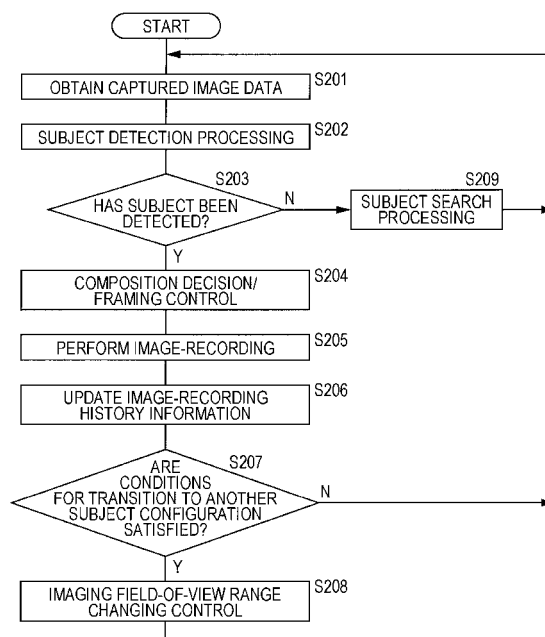 START
OBTAIN CAPTURED IMAGE DATA
S201
SUBJECT DETECTION PROCESSING
S202
S203
HAS SUBJECT BEEN
DETECTED?
N
Y
S209
SUBJECT SEARCH
PROCESSING
COMPOSITION DECISION/
FRAMING CONTROL
S204
PERFORM IMAGE-RECORDING
S205
UPDATE IMAGE-RECORDING
HISTORY INFORMATION
S206
S207
ARE
CONDITIONS
FOR TRANSITION TO ANOTHER
SUBJECT CONFIGURATION
SATISFIED?
N
Y
IMAGING FIELD-OF-VIEW RANGE
CHANGING CONTROL
S208